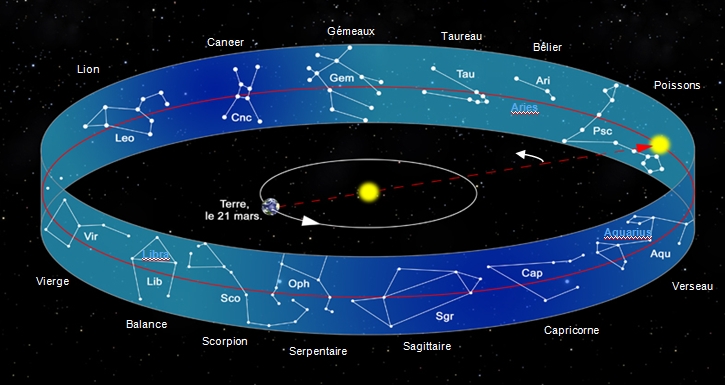 Gémeaux
Cancer
Taureau
Bélier
Lion
Poissons
Gem
Tau
Ari
Cnc
Aries
Leo
Psc
Terre,
le 21 mars.
Vir
Libra
Aquarius
Aqu
Lib
Sco
Oph
Cap
Sgr
Vierge
Verseau
Balance
Capricorne
Scorpion
Serpentaire
Sagittaire